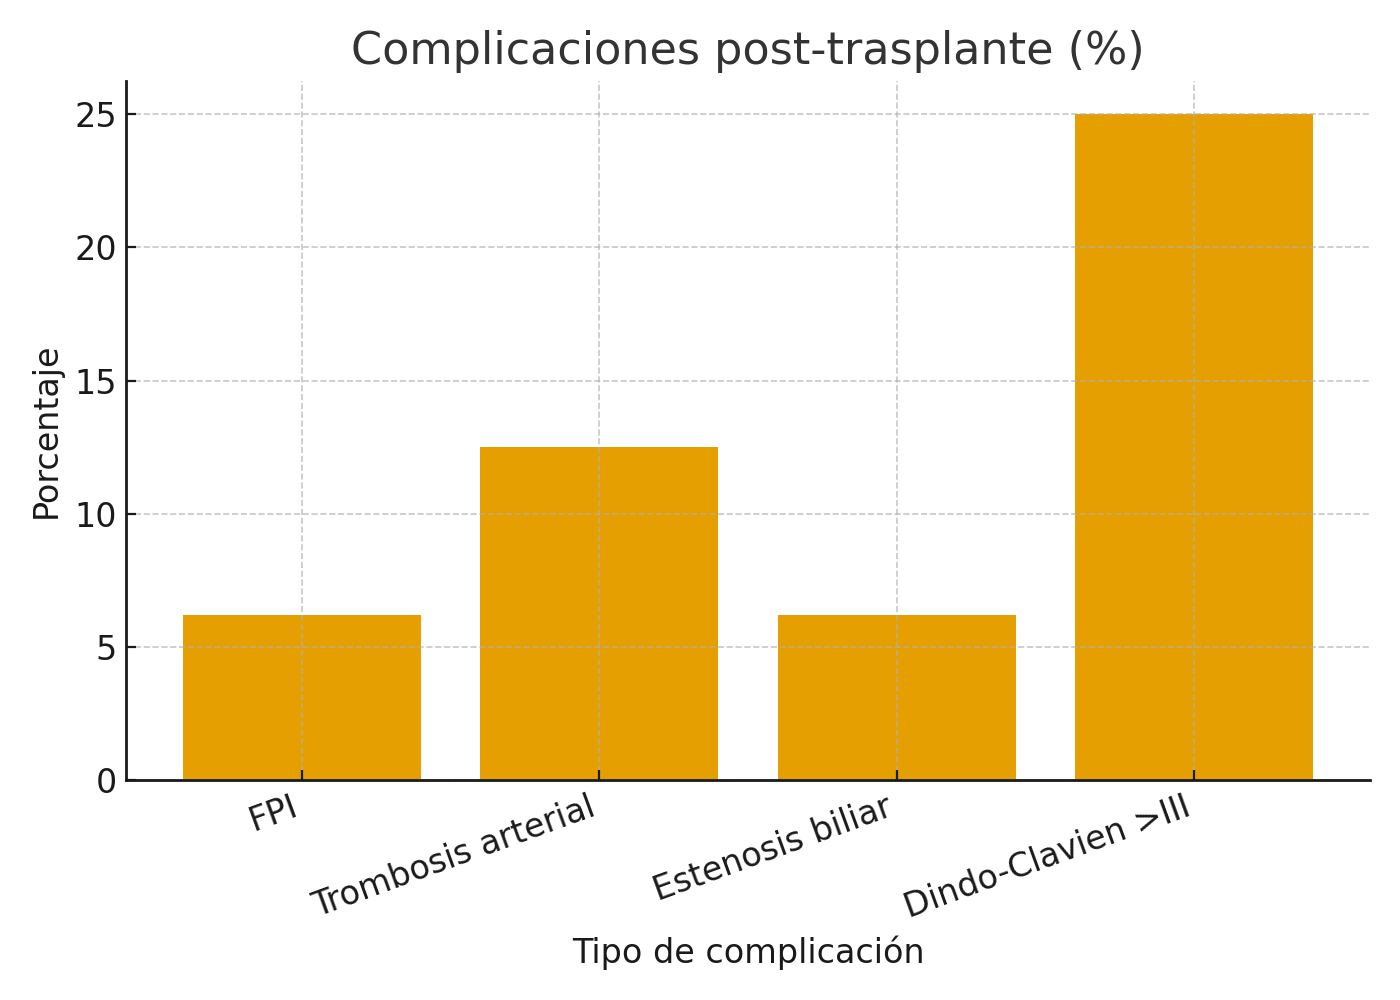 Complicaciones post-trasplante (%)
25
20
15
10
5
0
Porcentaje
FPI
Trombosis arterial
Estenosis biliar
Dindo-Clavien >III
Tipo de complicación